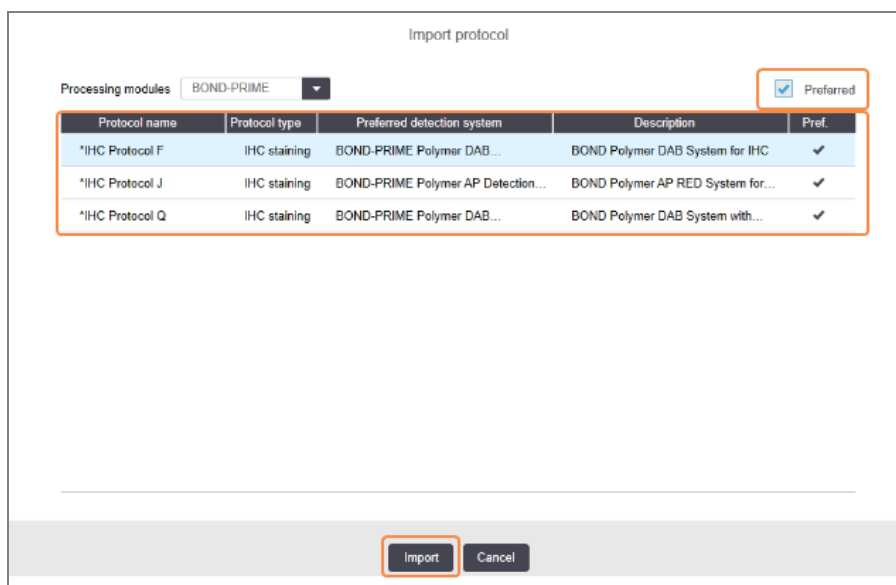 Import protocol
Processing modules BOND-PRIME Preferred
Protocol name Protocol type Preferred detection system Description Pref.
*IHC Protocol F IHC staining BOND-PRIME Polymer DAB... BOND Polymer DAB System for IHC
*IHC Protocol J IHC staining BOND-PRIME Polymer AP Detection... BOND Polymer AP RED System for...
*IHC Protocol Q IHC staining BOND-PRIME Polymer DAB... BOND Polymer DAB System with...
Import Cancel